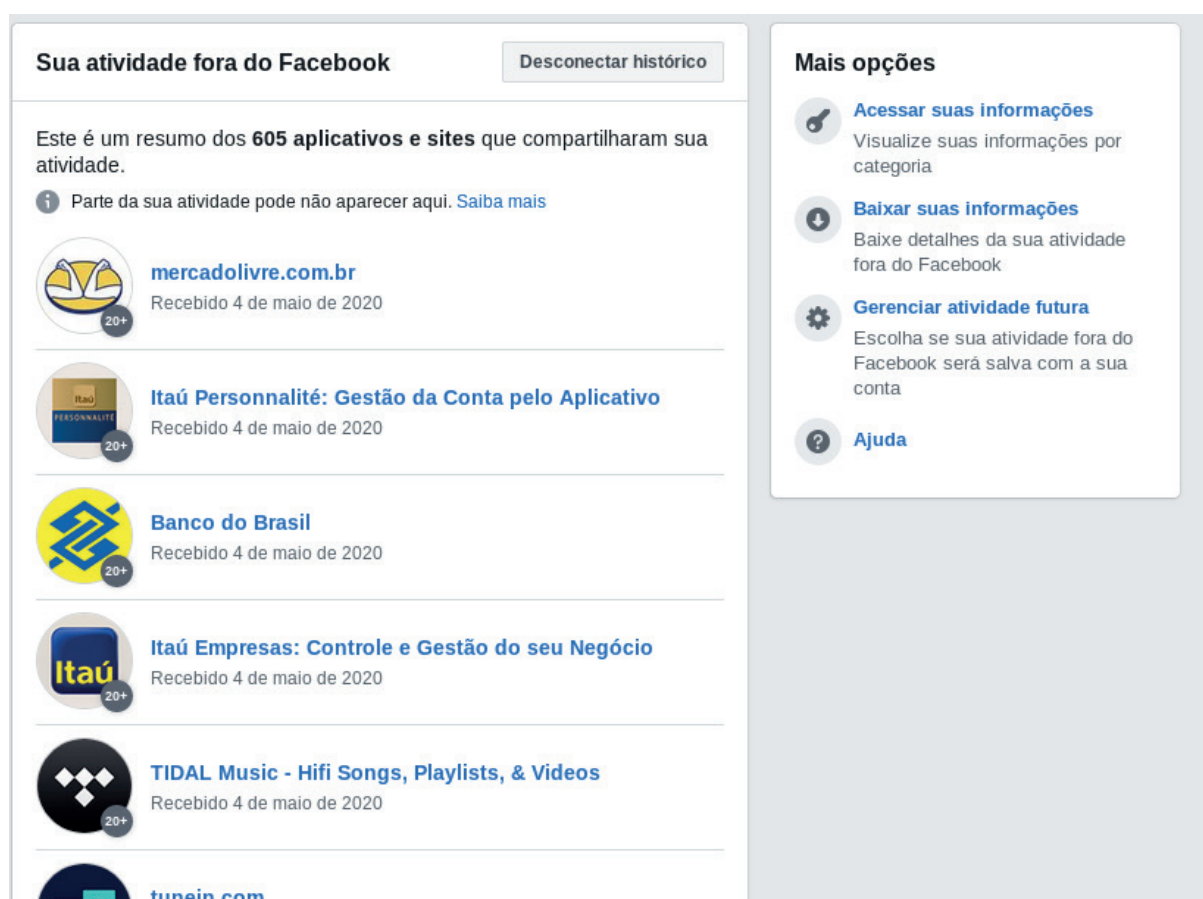 Sua atividade fora do Facebook
Desconectar histórico
Este é um resumo dos 605 aplicativos e sites que compartilharam sua
atividade.
Parte da sua atividade pode não aparecer aqui. Saiba mais
mercadolivre.com.br
Recebido 4 de maio de 2020
20+
Itaú
PERSONNALITÉ
Itaú Personnalité: Gestão da Conta pelo Aplicativo
Recebido 4 de maio de 2020
20+
Banco do Brasil
Recebido 4 de maio de 2020
20+
Itaú
Itaú Empresas: Controle e Gestão do seu Negócio
Recebido 4 de maio de 2020
20+
TIDAL Music - Hifi Songs, Playlists, & Videos
Recebido 4 de maio de 2020
20+
tunein.com
Mais opções
Acessar suas informações
Visualize suas informações por
categoria
Baixar suas informações
Baixe detalhes da sua atividade
fora do Facebook
Gerenciar atividade futura
Escolha se sua atividade fora do
Facebook será salva com a sua
conta
Ajuda